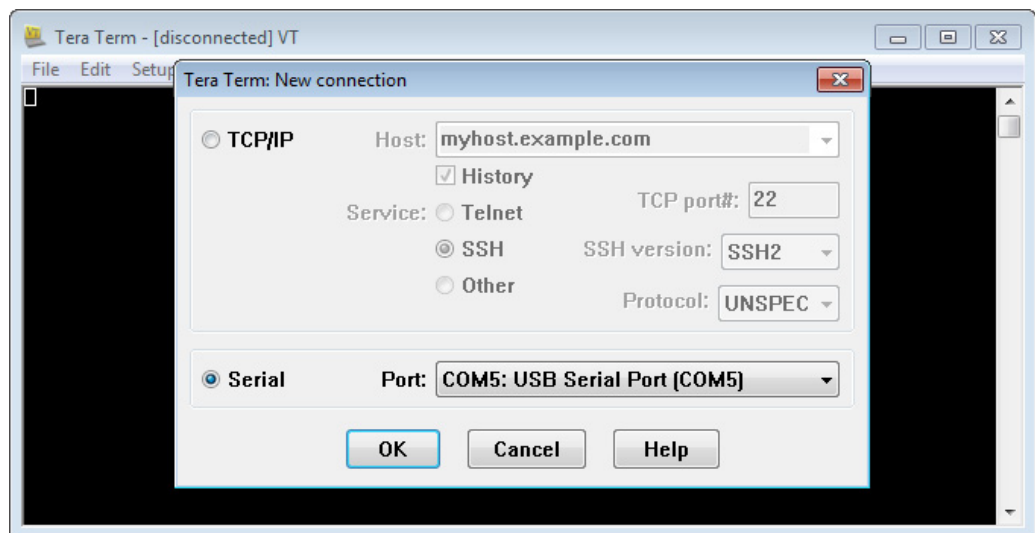 Tera Term - [disconnected] VT
File Edit Setup
Tera Term: New connection
TCP/IP Host: myhost.example.com
History
Service: Telnet TCP port#: 22
SSH SSH version: SSH2
Other Protocol: UNSPEC
Serial Port: COM5: USB Serial Port (COM5)
OK Cancel Help